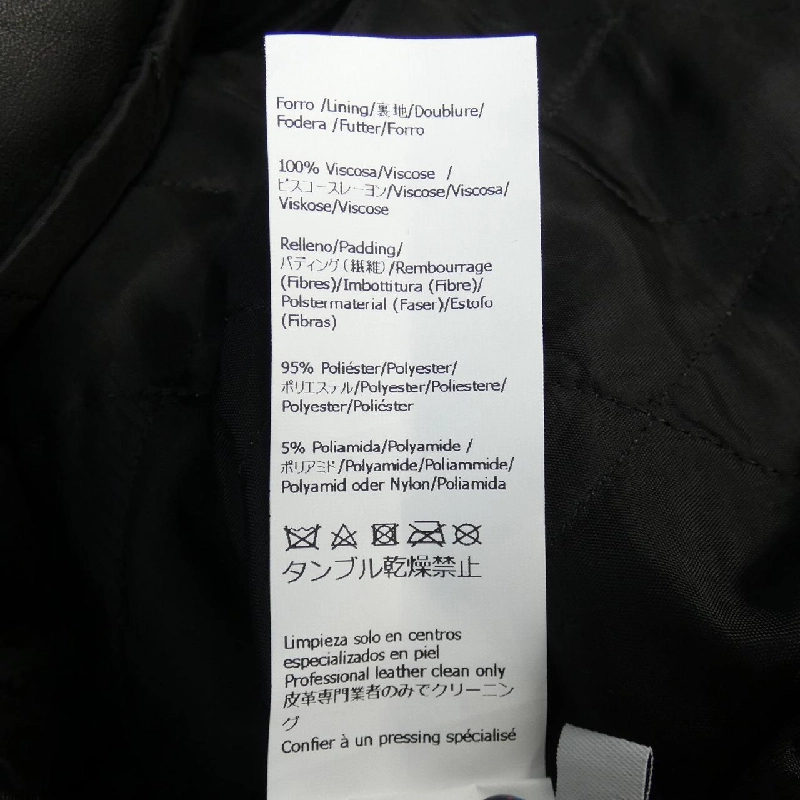 Forro /Lining/裏地/Doublure/
Fodera /Futter/Forro
100% Viscosa/Viscose /
ビスコースレーヨン/Viscose/Viscosa/
Viskose/Viscose
Relleno/Padding/
パディング(繊維)/Rembourrage
(Fibres)/Imbottitura (Fibre)/
Polstermaterial (Faser)/Estofo
(Fibras)
95% Poliéster/Polyester/
ポリエステル/Polyester/Poliestere/
Polyester/Poliéster
5% Poliamida/Polyamide /
ポリアミド/Polyamide/Poliammide/
Polyamid oder Nylon/Poliamida
タンブル乾燥禁止
Limpieza solo en centros
especializados en piel
Professional leather clean only
皮革専門業者のみでクリーニン
グ
Confier à un pressing spécialisé